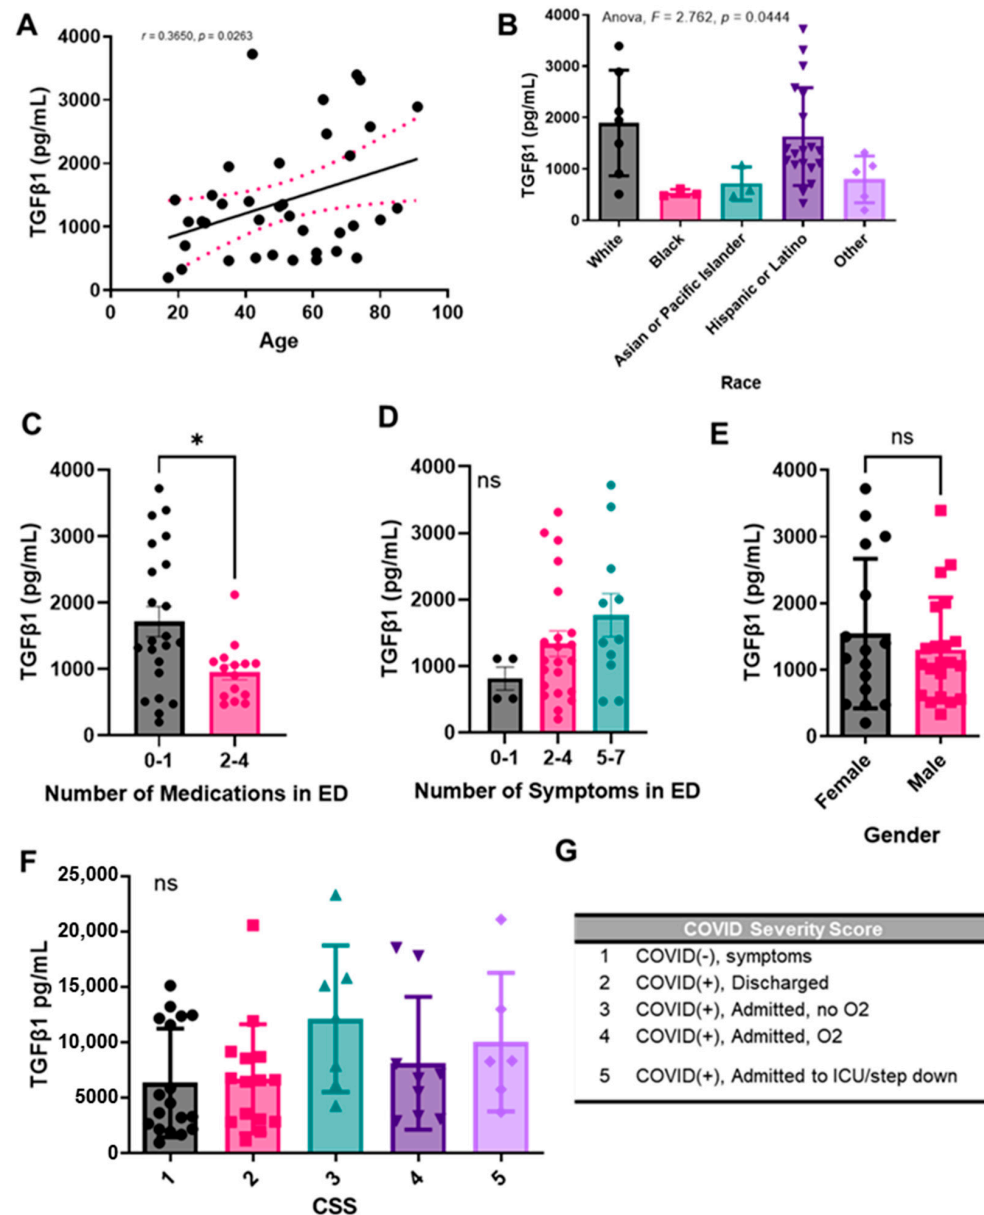 A
r = 0.3650, p = 0.0263
TGFβ1 (pg/mL)
4000
3000
2000
1000
0
0
20
40
60
80
100
Age
B
Anova, F = 2.762, p = 0.0444
TGFβ1 (pg/mL)
4000
3000
2000
1000
0
White
Black
Asian or Pacific Islander
Hispanic or Latino
Other
Race
C
*
TGFβ1 (pg/mL)
4000
3000
2000
1000
0
0-1
2-4
Number of Medications in ED
D
ns
TGFβ1 (pg/mL)
4000
3000
2000
1000
0
0-1
2-4
5-7
Number of Symptoms in ED
E
ns
TGFβ1 (pg/mL)
4000
3000
2000
1000
0
Female
Male
Gender
F
ns
TGFβ1 pg/mL
25,000
20,000
15,000
10,000
5000
0
1
2
3
4
5
CSS
G
COVID Severity Score
1 COVID(-), symptoms
2 COVID(+), Discharged
3 COVID(+), Admitted, no O2
4 COVID(+), Admitted, O2
5 COVID(+), Admitted to ICU/step down